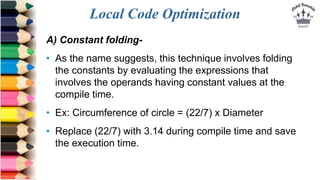 Local Code Optimization
A) Constant folding-
• As the name suggests, this technique involves folding
the constants by evaluating the expressions that
involves the operands having constant values at the
compile time.
• Ex: Circumference of circle = (22/7) x Diameter
• Replace (22/7) with 3.14 during compile time and save
the execution time.